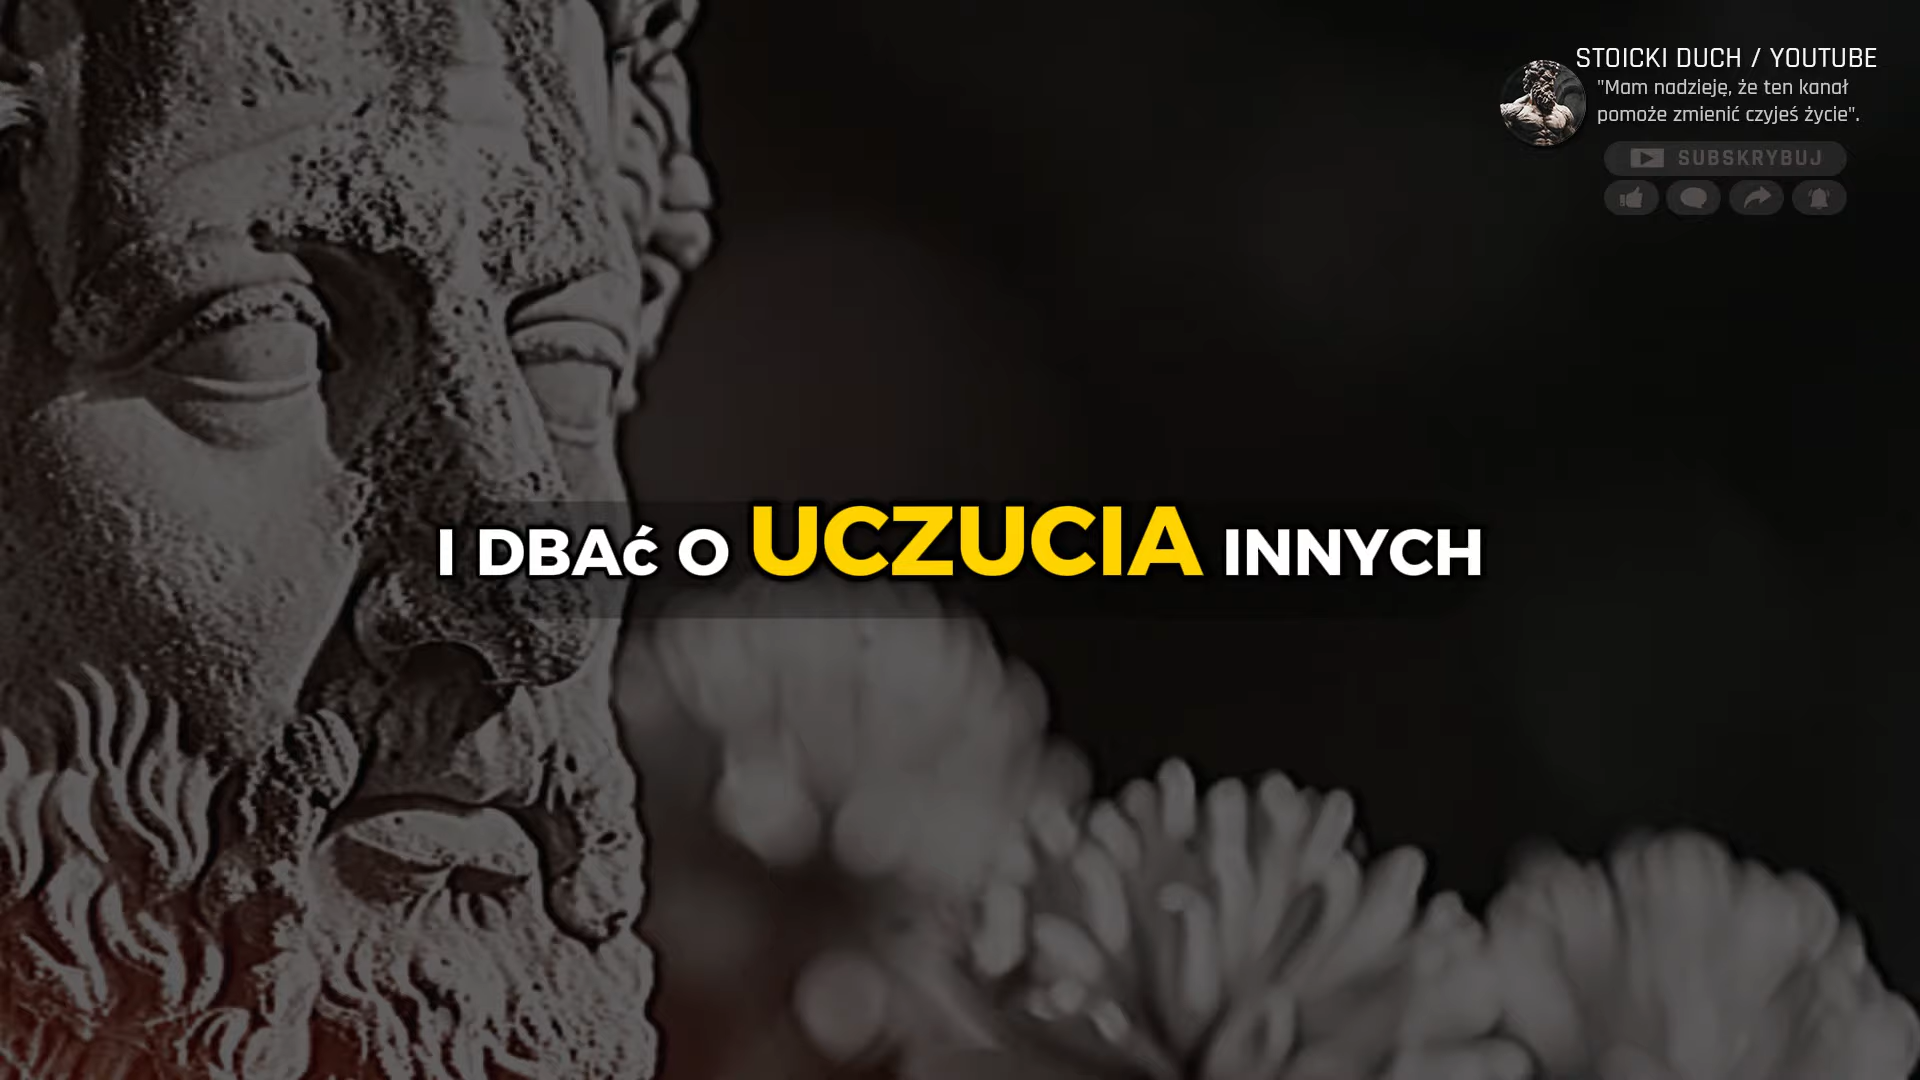 STOICKI DUCH / YOUTUBE
"Mam nadzieję, że ten kanał
pomoże zmienić czyjeś życie".
SUBSKRYBUJ
I DBAć O UCZUCIA INNYCH